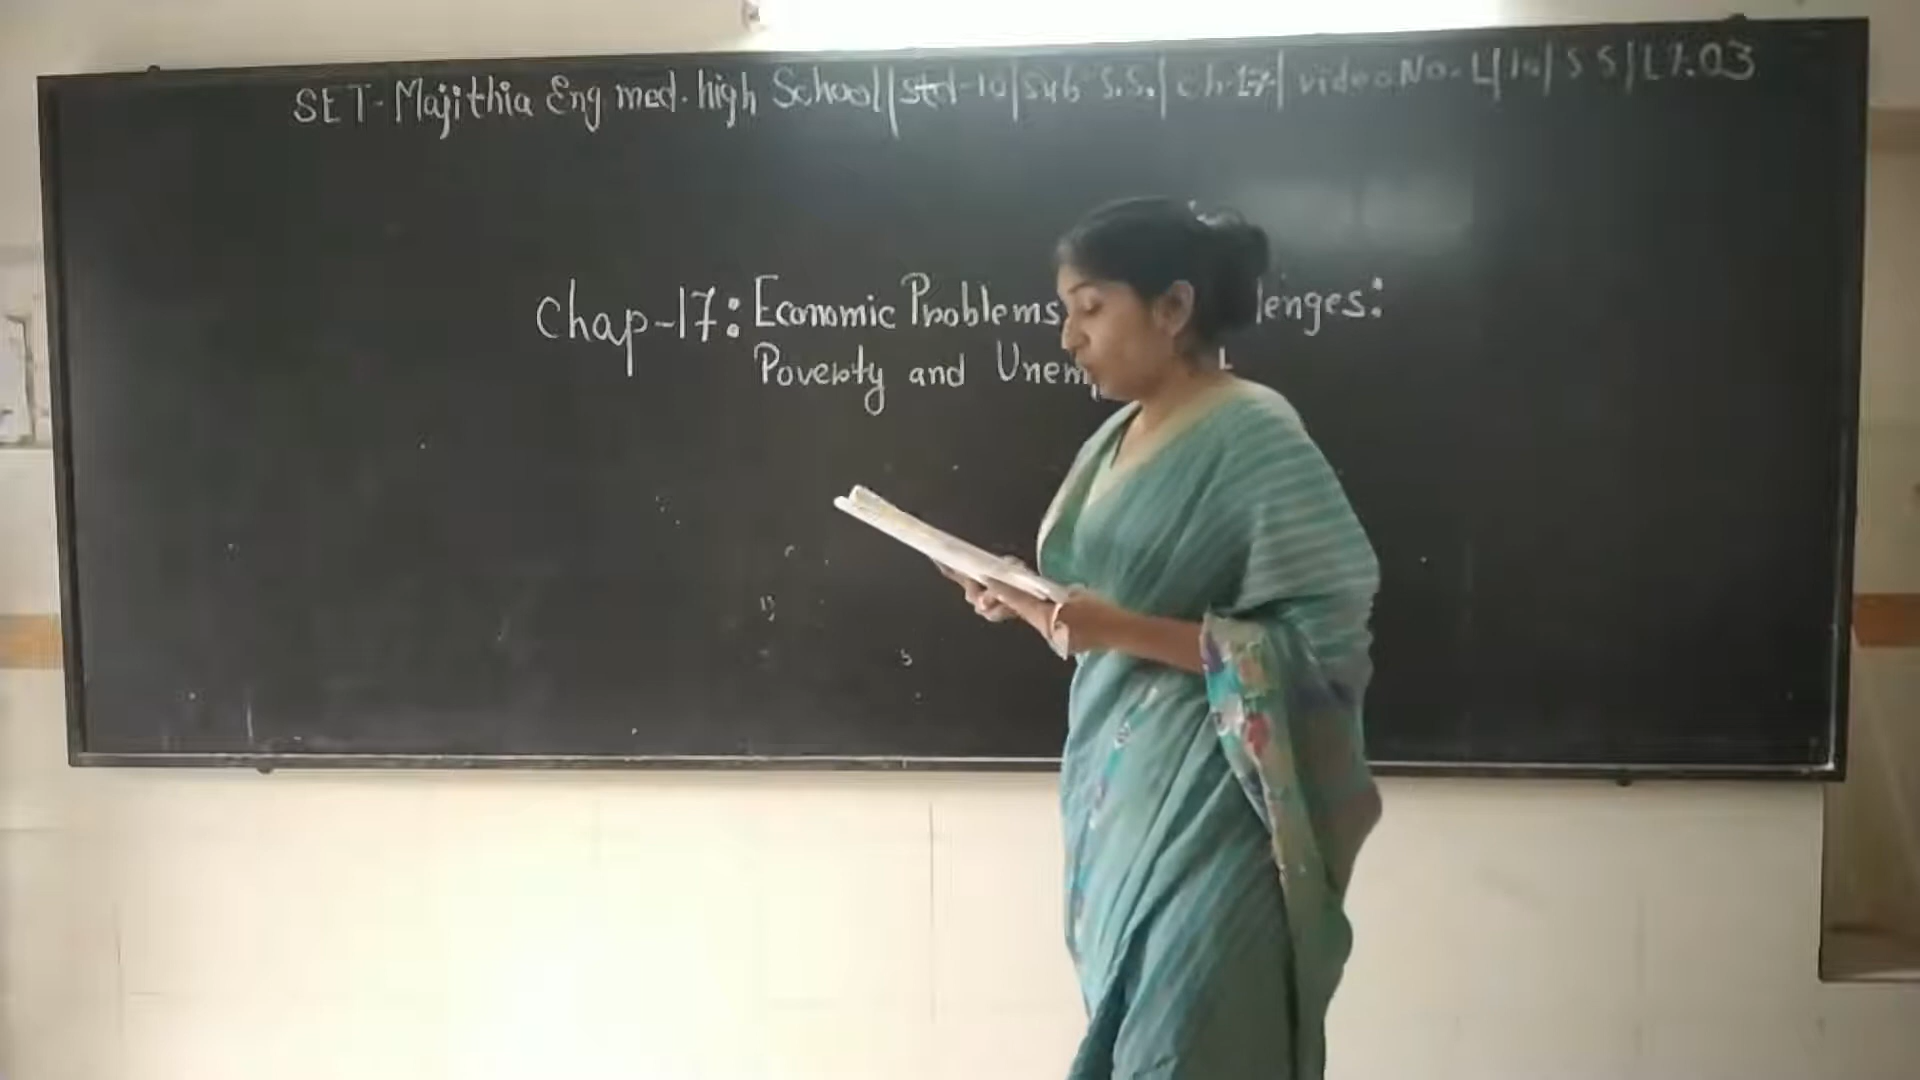 SET-Majithia Eng med. high School|std-10|sub S.S.|ch.17|video No. 4|10|SS|17.03
Chap-17: Economic Problems lenges:
Poverty and Unem